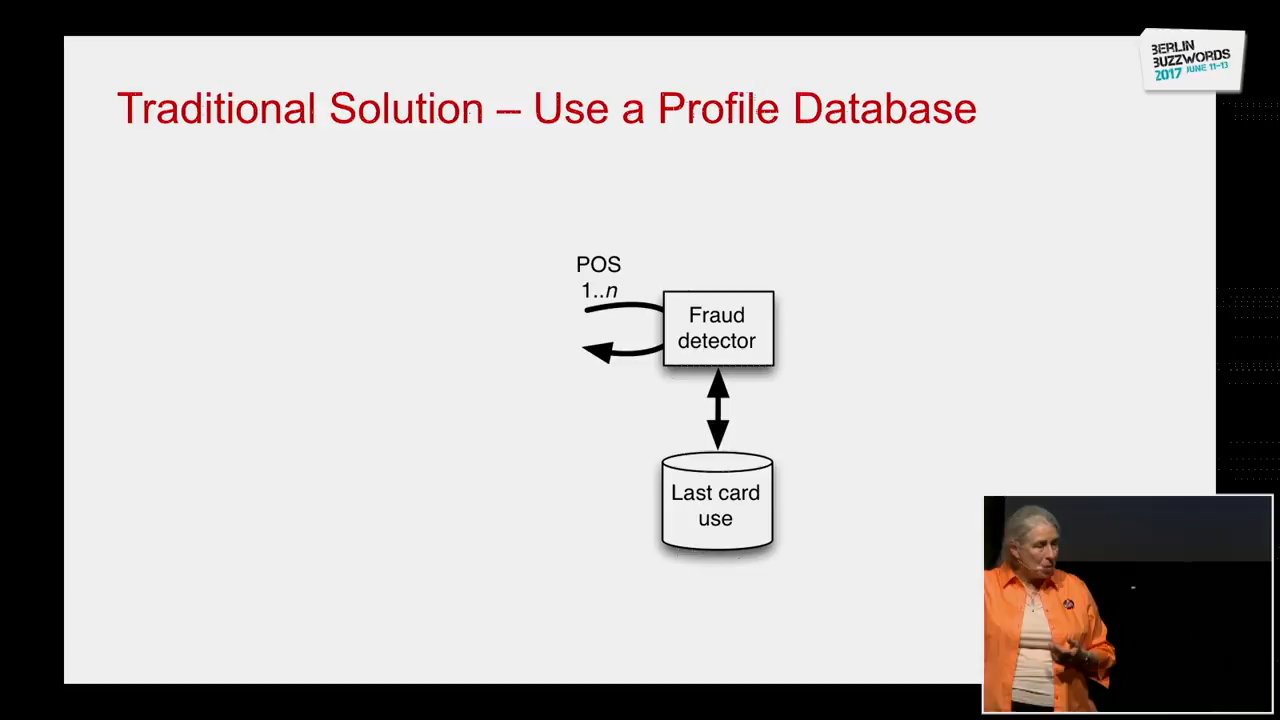 BERLIN
BUZZWORDS
2017 JUNE 11-13
Traditional Solution – Use a Profile Database
POS
1..n
Fraud
detector
Last card
use